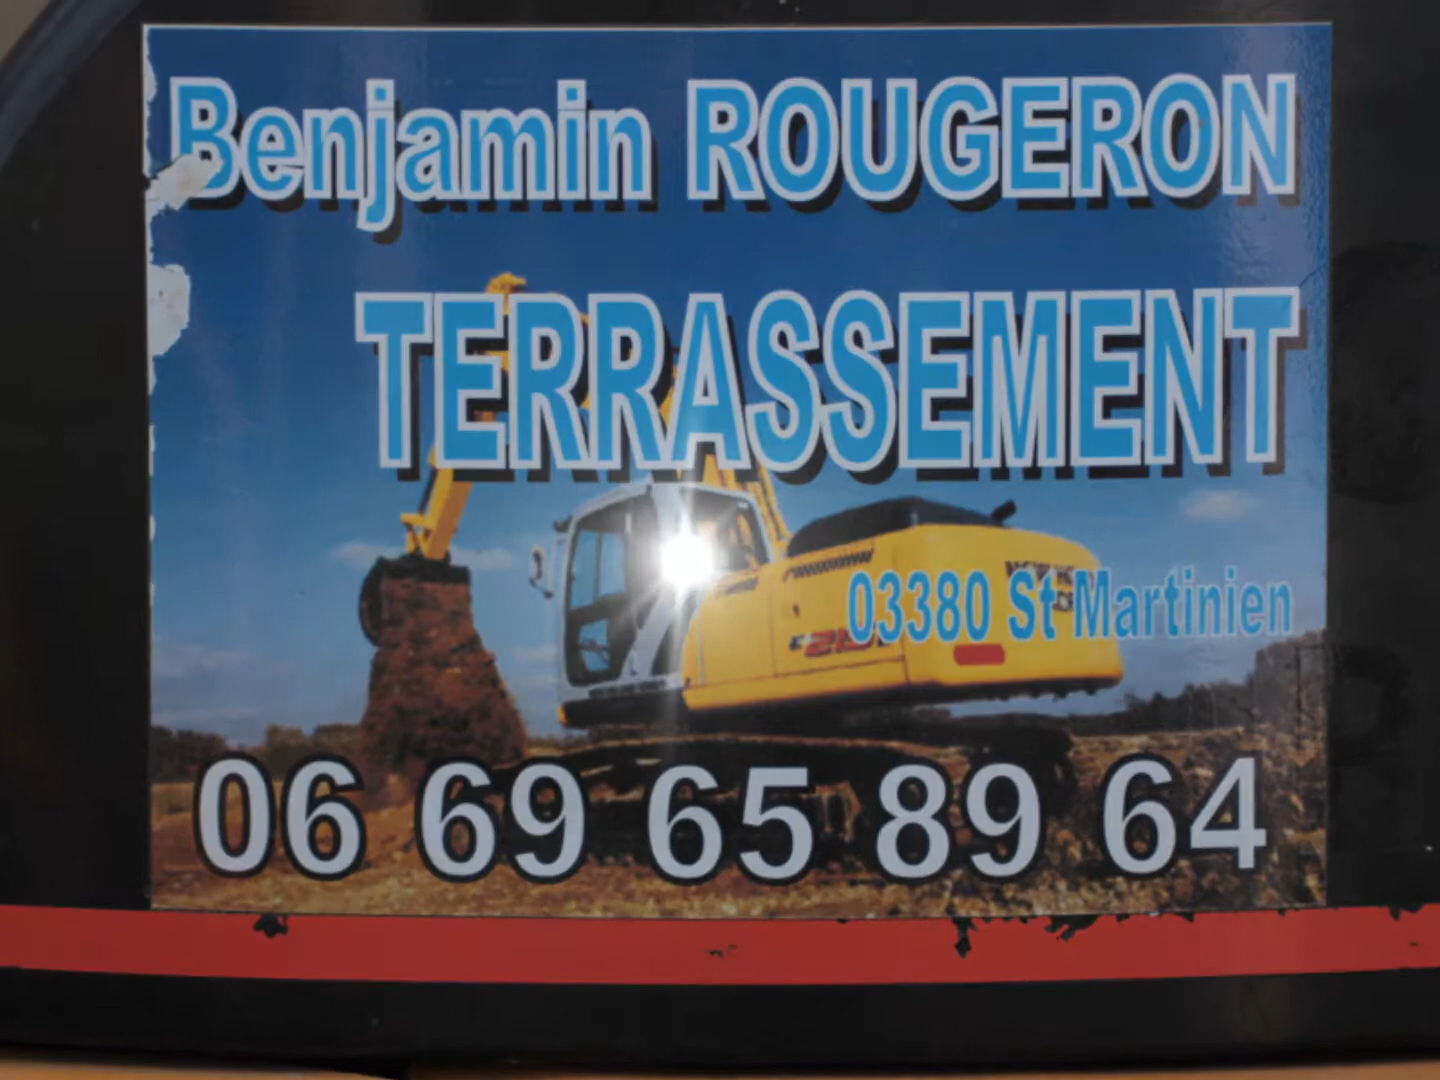 Benjamin ROUGERON
TERRASSEMENT
03380 St Martinien
06 69 65 89 64